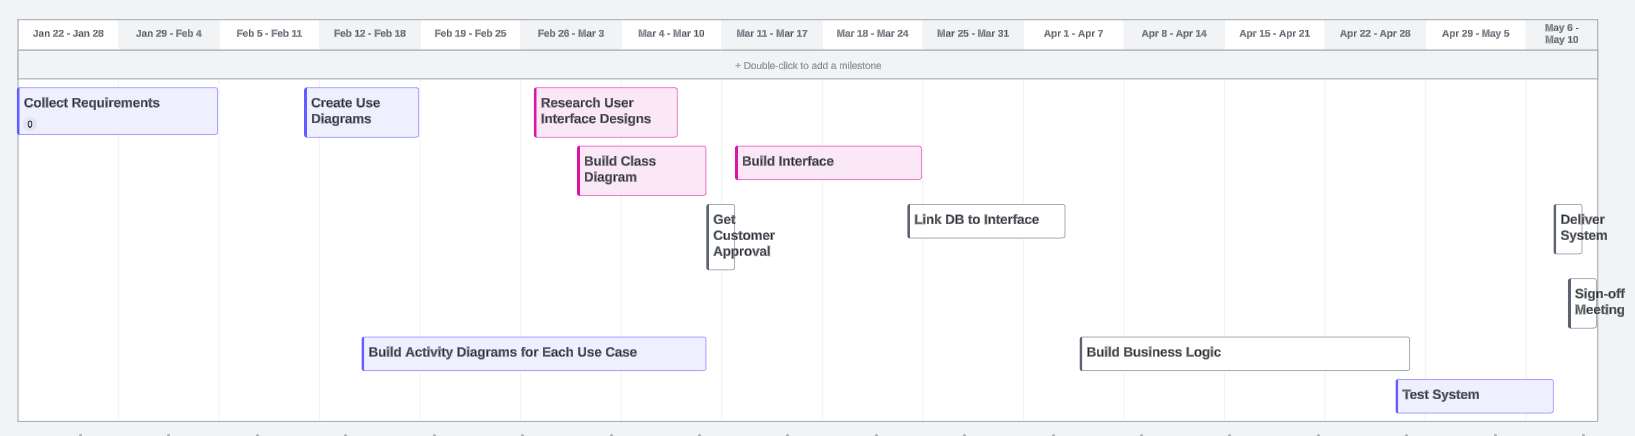 Jan 22 - Jan 28
Jan 29 - Feb 4
Feb 5 - Feb 11
Feb 12 - Feb 18
Feb 19 - Feb 25
Feb 26 - Mar 3
Mar 4 - Mar 10
Mar 11 - Mar 17
Mar 18 - Mar 24
Mar 25 - Mar 31
Apr 1 - Apr 7
Apr 8 - Apr 14
Apr 15 - Apr 21
Apr 22 - Apr 28
Apr 29 - May 5
May 6 -
May 10
+ Double-click to add a milestone
Collect Requirements
0
Create Use
Diagrams
Research User
Interface Designs
Build Class
Diagram
Build Interface
Get
Customer
Approval
Link DB to Interface
Deliver
System
Sign-off
Meeting
Build Activity Diagrams for Each Use Case
Build Business Logic
Test System